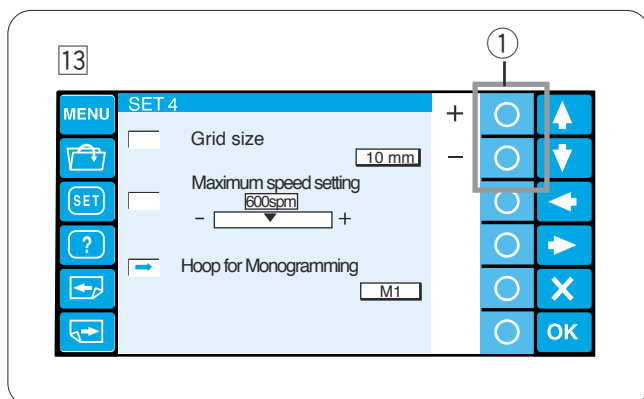 ①
13
MENU
SET 4
+
Grid size
10 mm
−
Maximum speed setting
SET
600spm
- +
?
Hoop for Monogramming
M1
X
OK